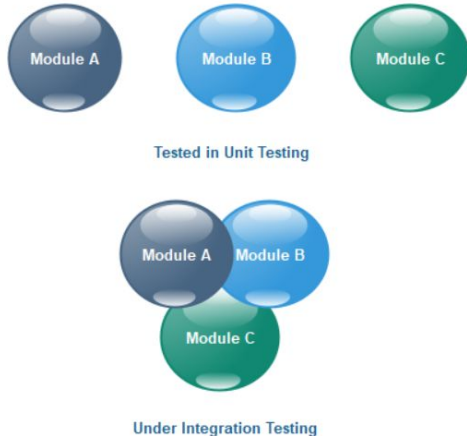 Module A Module B Module C
Tested in Unit Testing
Module A Module B
Module C
Under Integration Testing